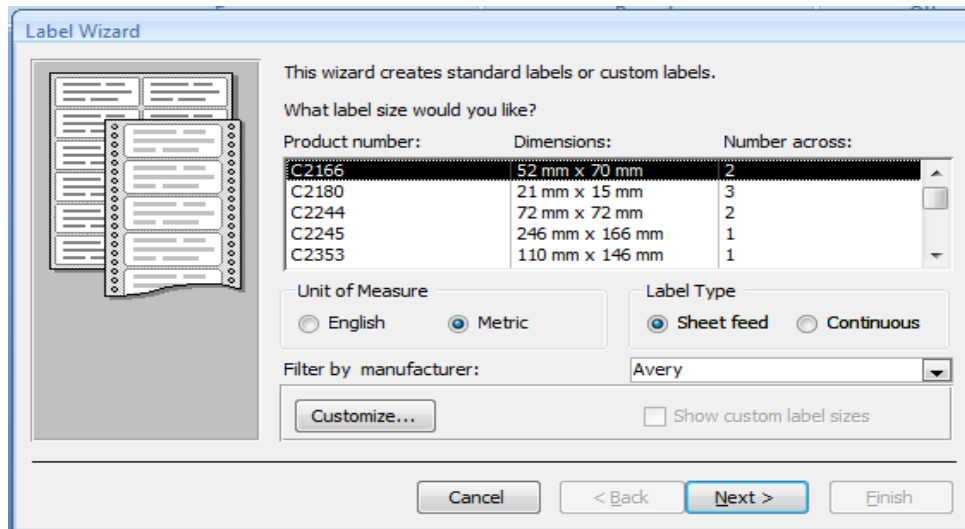 Label Wizard
This wizard creates standard labels or custom labels.
What label size would you like?
Product number: Dimensions: Number across:
C2166 52 mm x 70 mm 2
C2180 21 mm x 15 mm 3
C2244 72 mm x 72 mm 2
C2245 246 mm x 166 mm 1
C2353 110 mm x 146 mm 1
Unit of Measure Label Type
English Metric Sheet feed Continuous
Filter by manufacturer: Avery
Customize... Show custom label sizes
Cancel < Back Next > Finish